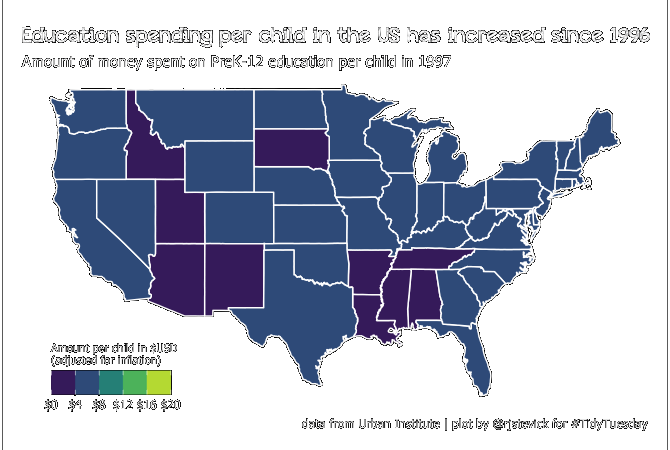 Education spending per child in the US has increased since 1996
Amount of money spent on PreK-12 education per child in 1997
Amount per child in $USD
(adjusted for inflation)
$0 $4 $8 $12 $16 $20
data from Urban Institute | plot by @rjstevick for #TidyTuesday